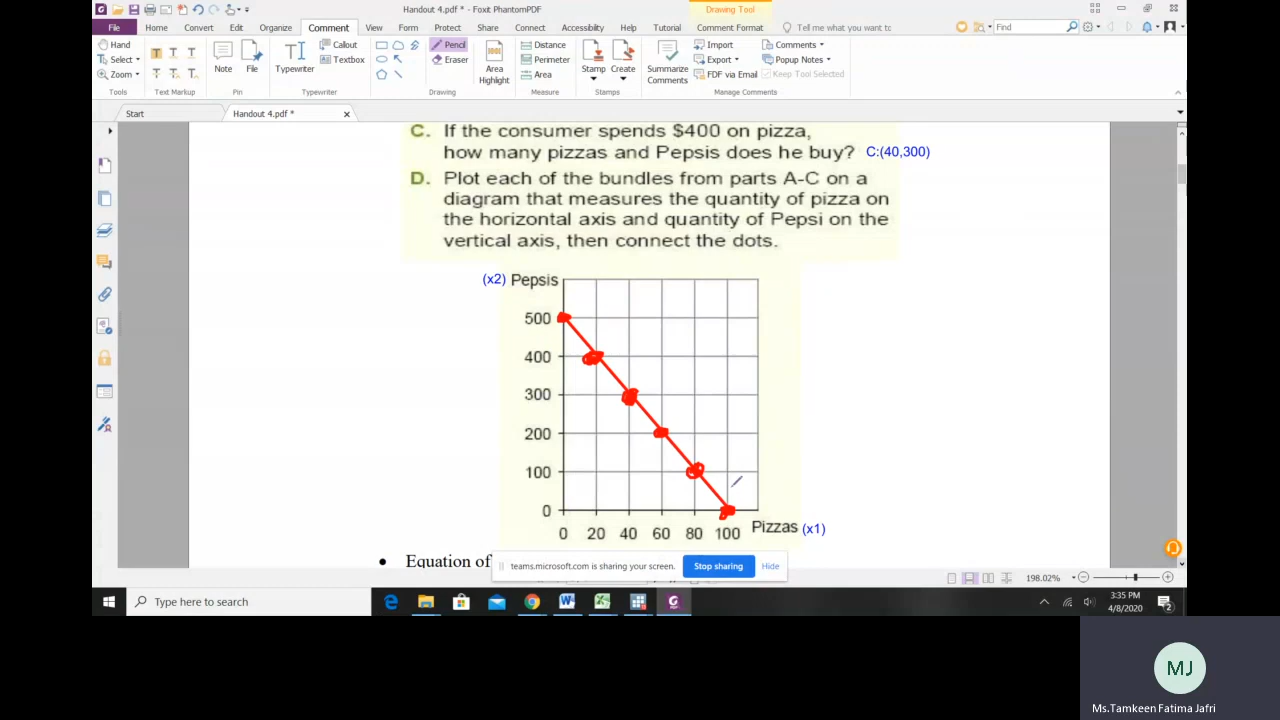 Handout 4.pdf * - Foxit PhantomPDF
Drawing Tool
File Home Convert Edit Organize Comment View Form Protect Share Connect Accessibility Tutorial Comment Format Tell me what you want tc Find
Hand
Select
Zoom
Tools
T T T
T T T
Text Markup
Note
File
Pin
Typewriter
Callout
Textbox
Typewriter
Pencil
Eraser
Drawing
Area
Highlight
Distance
Perimeter
Area
Measure
Stamp
Create
Stamps
Summarize
Comments
Import
Export
FDF via Email
Comments
Popup Notes
Keep Tool Selected
Manage Comments
Start
Handout 4.pdf *
C. If the consumer spends $400 on pizza,
how many pizzas and Pepsis does he buy? C:(40,300)
D. Plot each of the bundles from parts A-C on a
diagram that measures the quantity of pizza on
the horizontal axis and quantity of Pepsi on the
vertical axis, then connect the dots.
(x2) Pepsis
500
400
300
200
100
0
0 20 40 60 80 100
Pizzas (x1)
• Equation of
teams.microsoft.com is sharing your screen. Stop sharing Hide
198.02%
Type here to search
3:35 PM
4/8/2020
2
MJ
Ms.Tamkeen Fatima Jafri